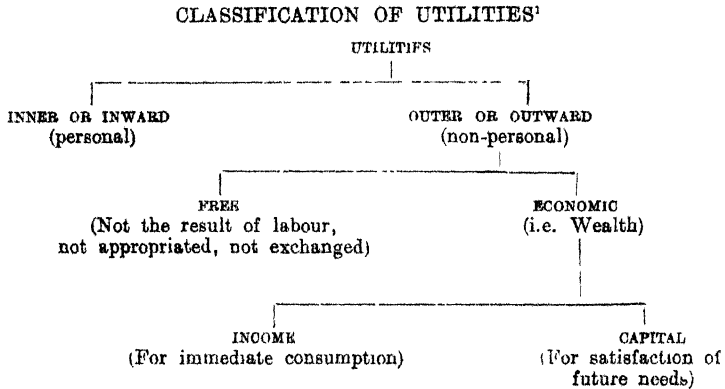 CLASSIFICATION OF UTILITIES¹
UTILITIES
INNER OR INWARD
(personal)
OUTER OR OUTWARD
(non-personal)
FREE
(Not the result of labour,
not appropriated, not exchanged)
ECONOMIC
(i.e. Wealth)
INCOME
(For immediate consumption)
CAPITAL
(For satisfaction of
future needs)